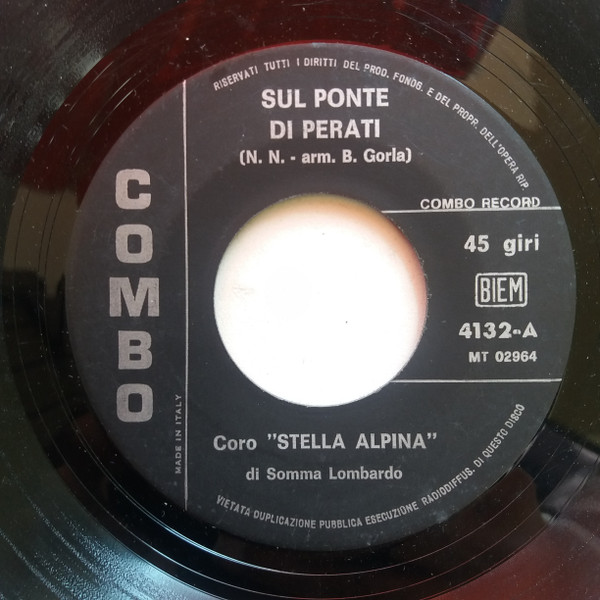 RISERVATI TUTTI I DIRITTI DEL PROD. FONOG. E DEL PROPR. DELL'OPERA RIP.
SUL PONTE
DI PERATI
(N. N. - arm. B. Gorla)
COMBO
COMBO RECORD
45 giri
BIEM
4132-A
MT 02964
MADE IN ITALY
Coro "STELLA ALPINA"
di Somma Lombardo
VIETATA DUPLICAZIONE PUBBLICA ESECUZIONE RADIODIFFUS. DI QUESTO DISCO